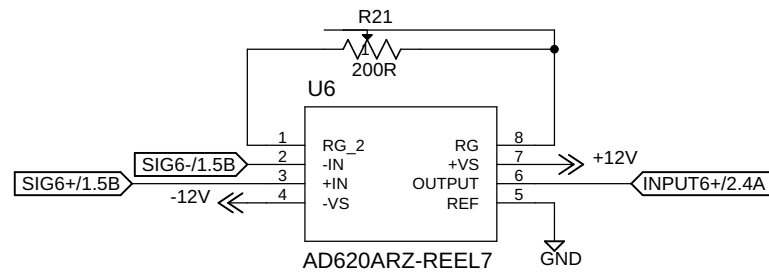 R21
1
200R
U6
1 RG_2 RG 8
SIG6-/1.5B 2 -IN +VS 7 +12V
SIG6+/1.5B 3 +IN OUTPUT 6 INPUT6+/2.4A
-12V 4 -VS REF 5
GND
AD620ARZ-REEL7